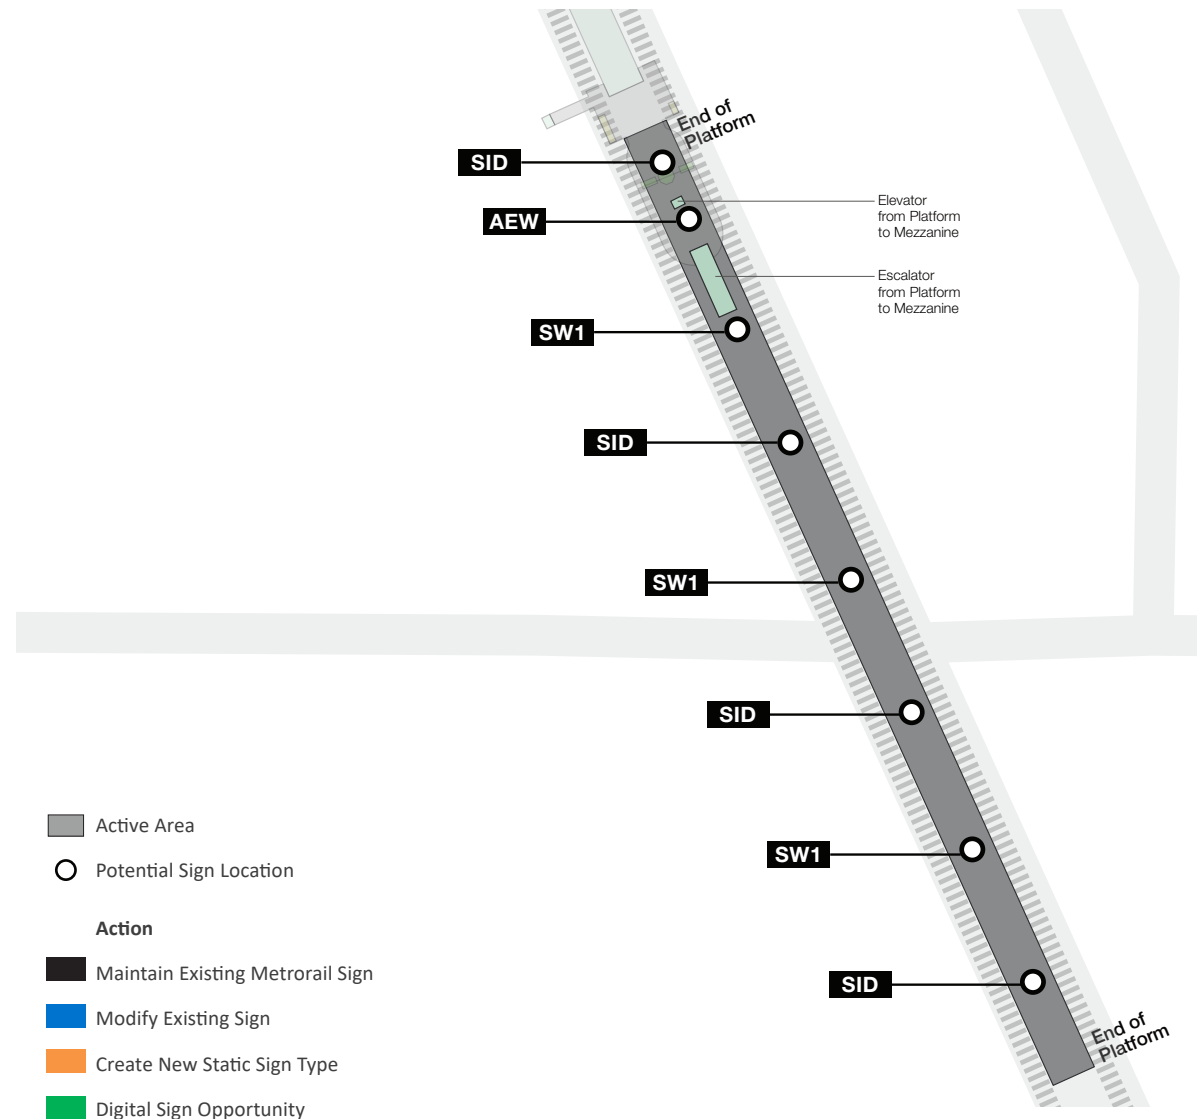 End of
Platform
SID
AEW
Elevator
from Platform
to Mezzanine
Escalator
from Platform
to Mezzanine
SW1
SID
SW1
SID
SW1
SID
End of
Platform
Active Area
Potential Sign Location
Action
Maintain Existing Metrorail Sign
Modify Existing Sign
Create New Static Sign Type
Digital Sign Opportunity